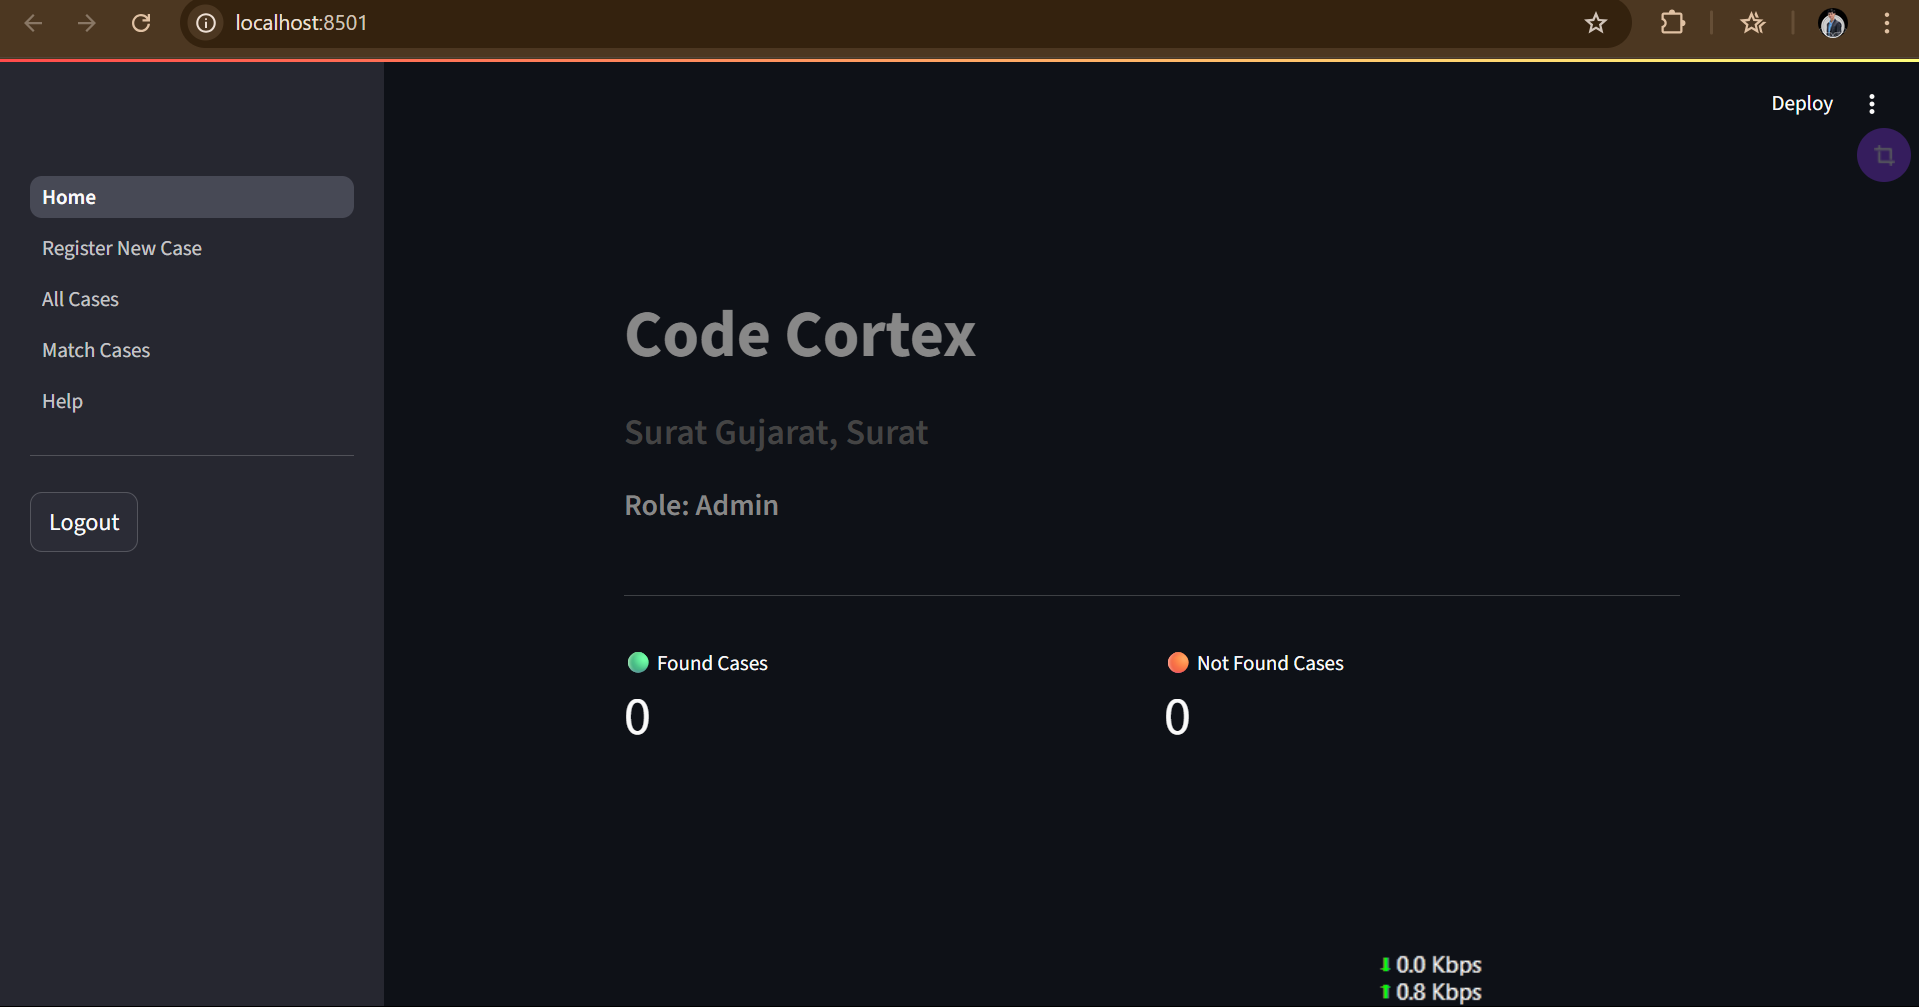 localhost:8501
Deploy
Home
Register New Case
All Cases
Match Cases
Help
Logout
Code Cortex
Surat Gujarat, Surat
Role: Admin
Found Cases
0
Not Found Cases
0
0.0 Kbps
0.8 Kbps